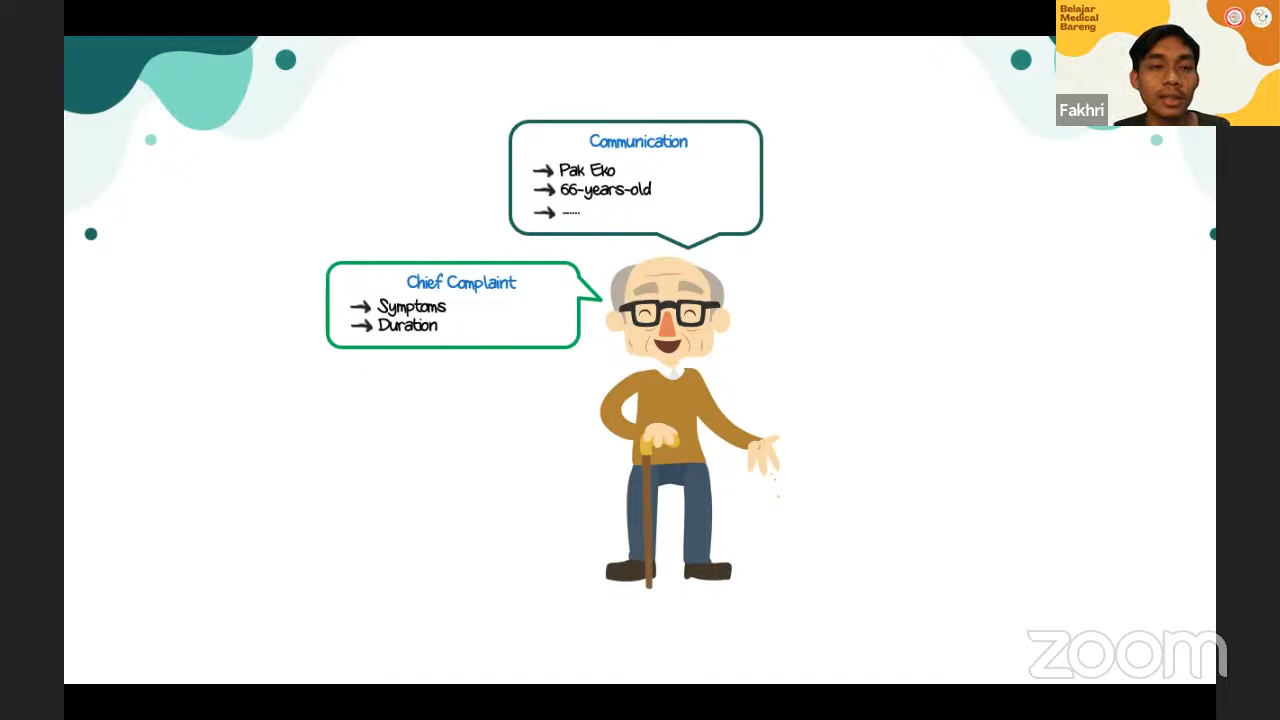 Belajar
Medical
Bareng
Fakhri
Communication
→ Pak Eko
→ 66-years-old
→ .......
Chief Complaint
→ Symptoms
→ Duration
zoom